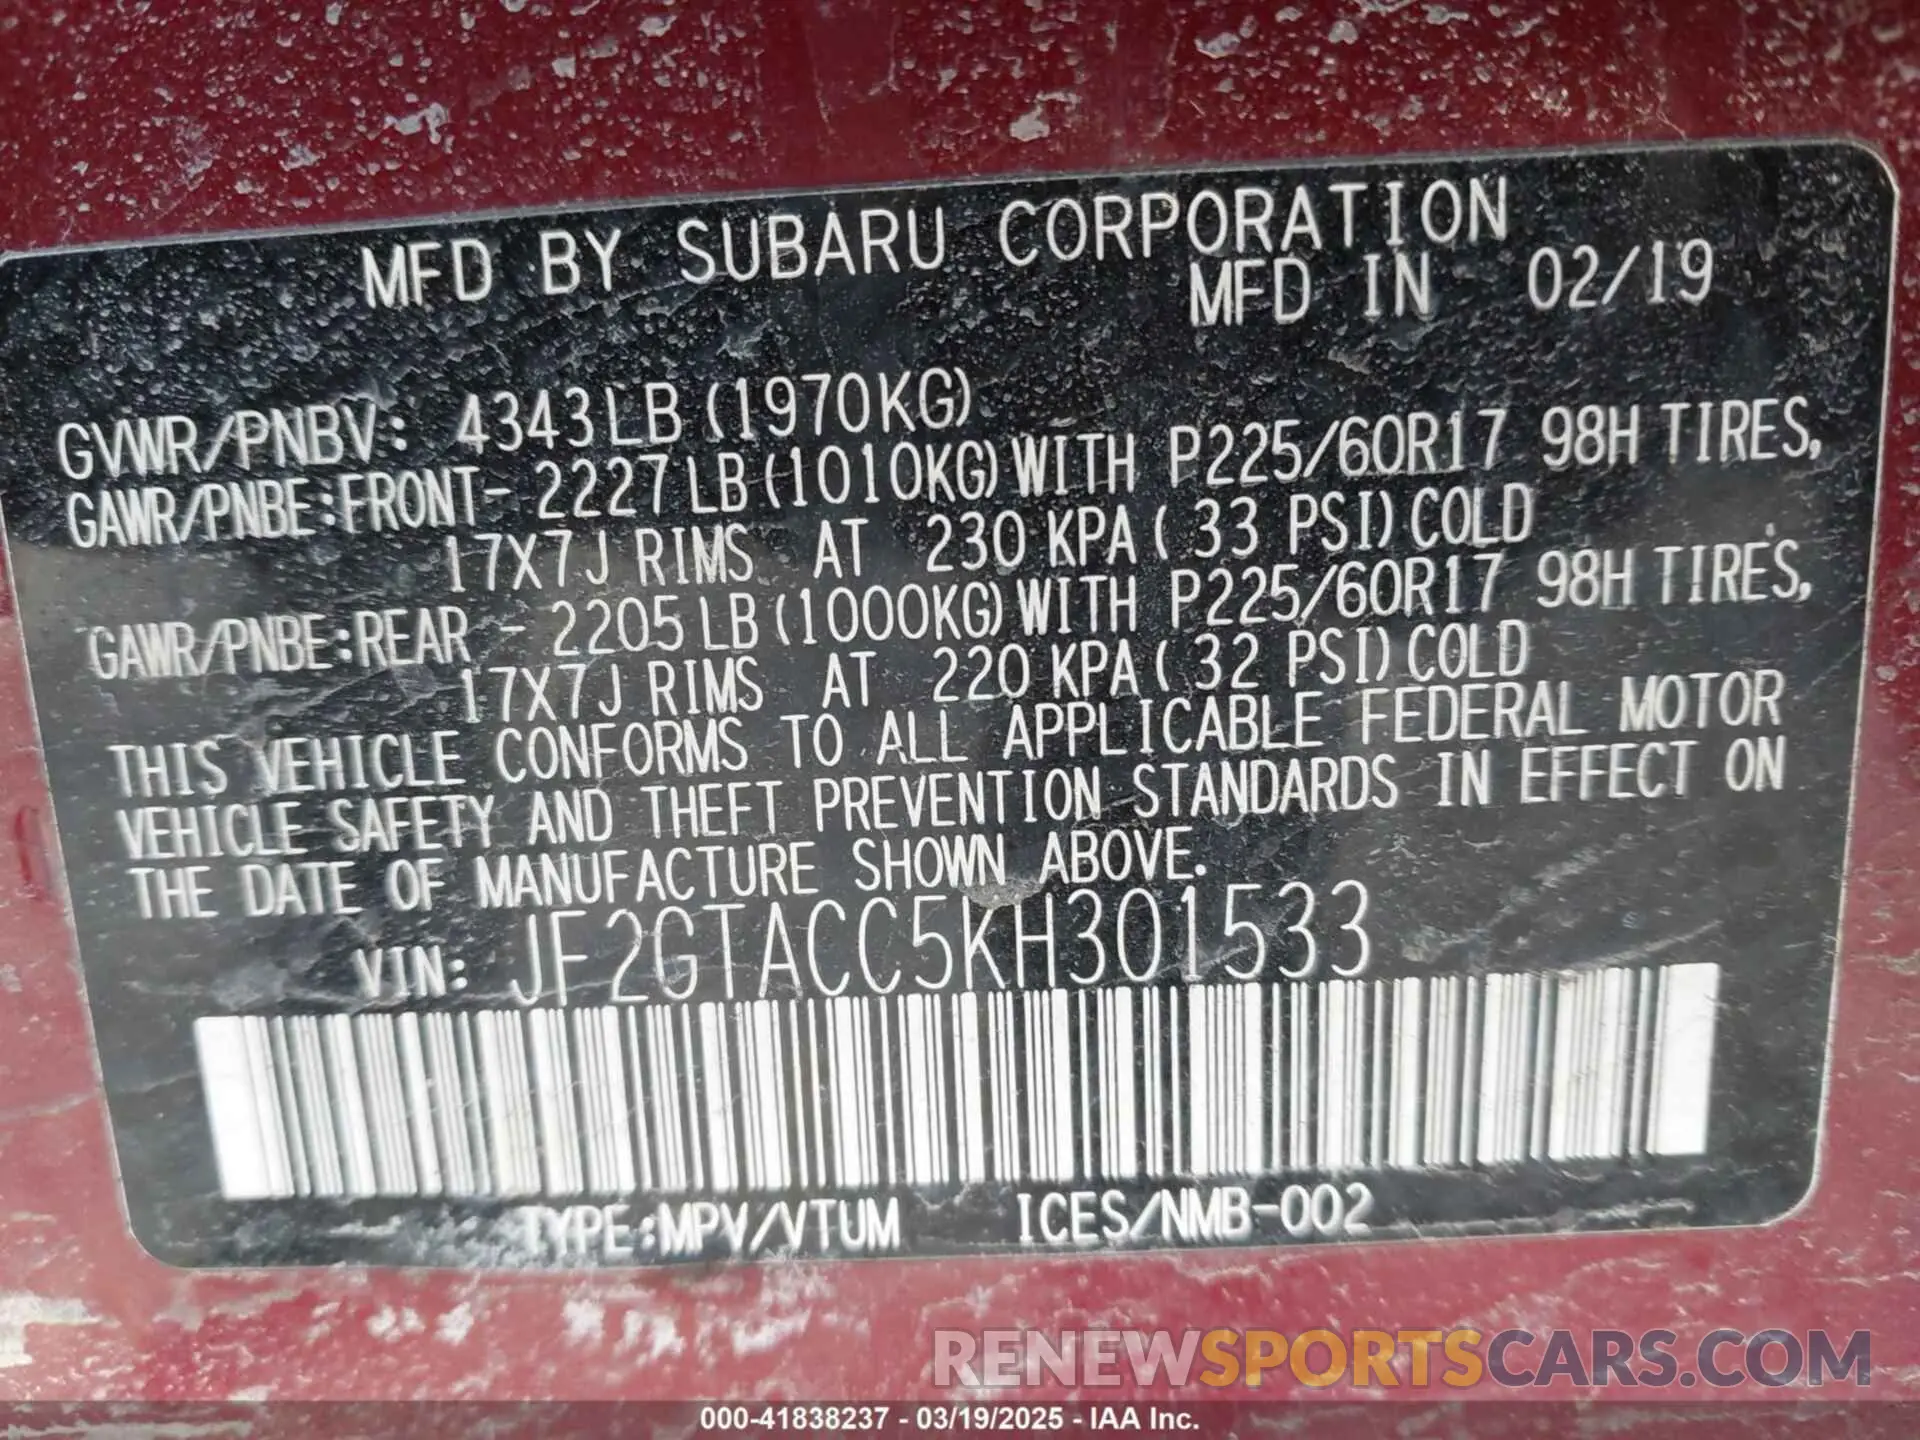 MFD BY SUBARU CORPORATION
MFD IN 02/19
GVWR/PNBV: 4343LB (1970KG)
GAWR/PNBE:FRONT- 2227LB (1010KG) WITH P225/60R17 98H TIRES,
17X7J RIMS AT 230 KPA ( 33 PSI) COLD
GAWR/PNBE:REAR - 2205LB (1000KG) WITH P225/60R17 98H TIRES,
17X7J RIMS AT 220 KPA ( 32 PSI) COLD
THIS VEHICLE CONFORMS TO ALL APPLICABLE FEDERAL MOTOR
VEHICLE SAFETY AND THEFT PREVENTION STANDARDS IN EFFECT ON
THE DATE OF MANUFACTURE SHOWN ABOVE.
VIN: JF2GTACC5KH301533
TYPE:MPV/VTUM ICES/NMB-002
RENEWSPORTSCARS.COM
000-41838237 - 03/19/2025 - IAA Inc.